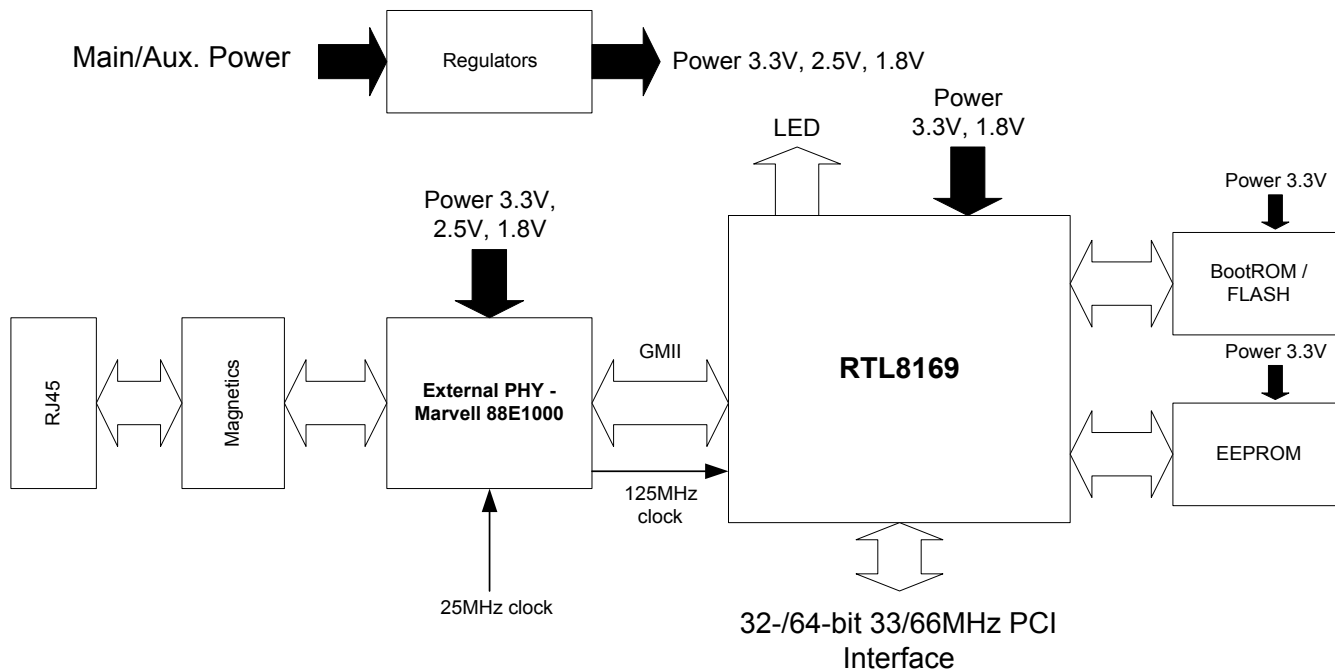 Main/Aux. Power
Regulators
Power 3.3V, 2.5V, 1.8V
LED
Power
3.3V, 1.8V
Power 3.3V
BootROM /
FLASH
Power 3.3V,
2.5V, 1.8V
RJ45
Magnetics
External PHY -
Marvell 88E1000
GMII
RTL8169
Power 3.3V
EEPROM
125MHz
clock
25MHz clock
32-/64-bit 33/66MHz PCI
Interface